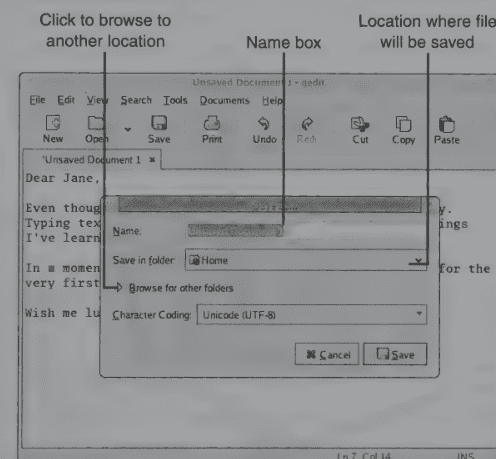 Click to browse to
another location
Name box
Location where file
will be saved
Unsaved Document 1 - gedit
File Edit View Search Tools Documents Help
New Open Save Print Undo Redo Cut Copy Paste
*Unsaved Document 1 ×
Dear Jane,
Even thoug y.
Typing tex ings
I've learn
In a momen for the
very first
Wish me lu
Name:
Save in folder: Home
Browse for other folders
Character Coding: Unicode (UTF-8)
Cancel Save
Ln 7, Col 14 INS